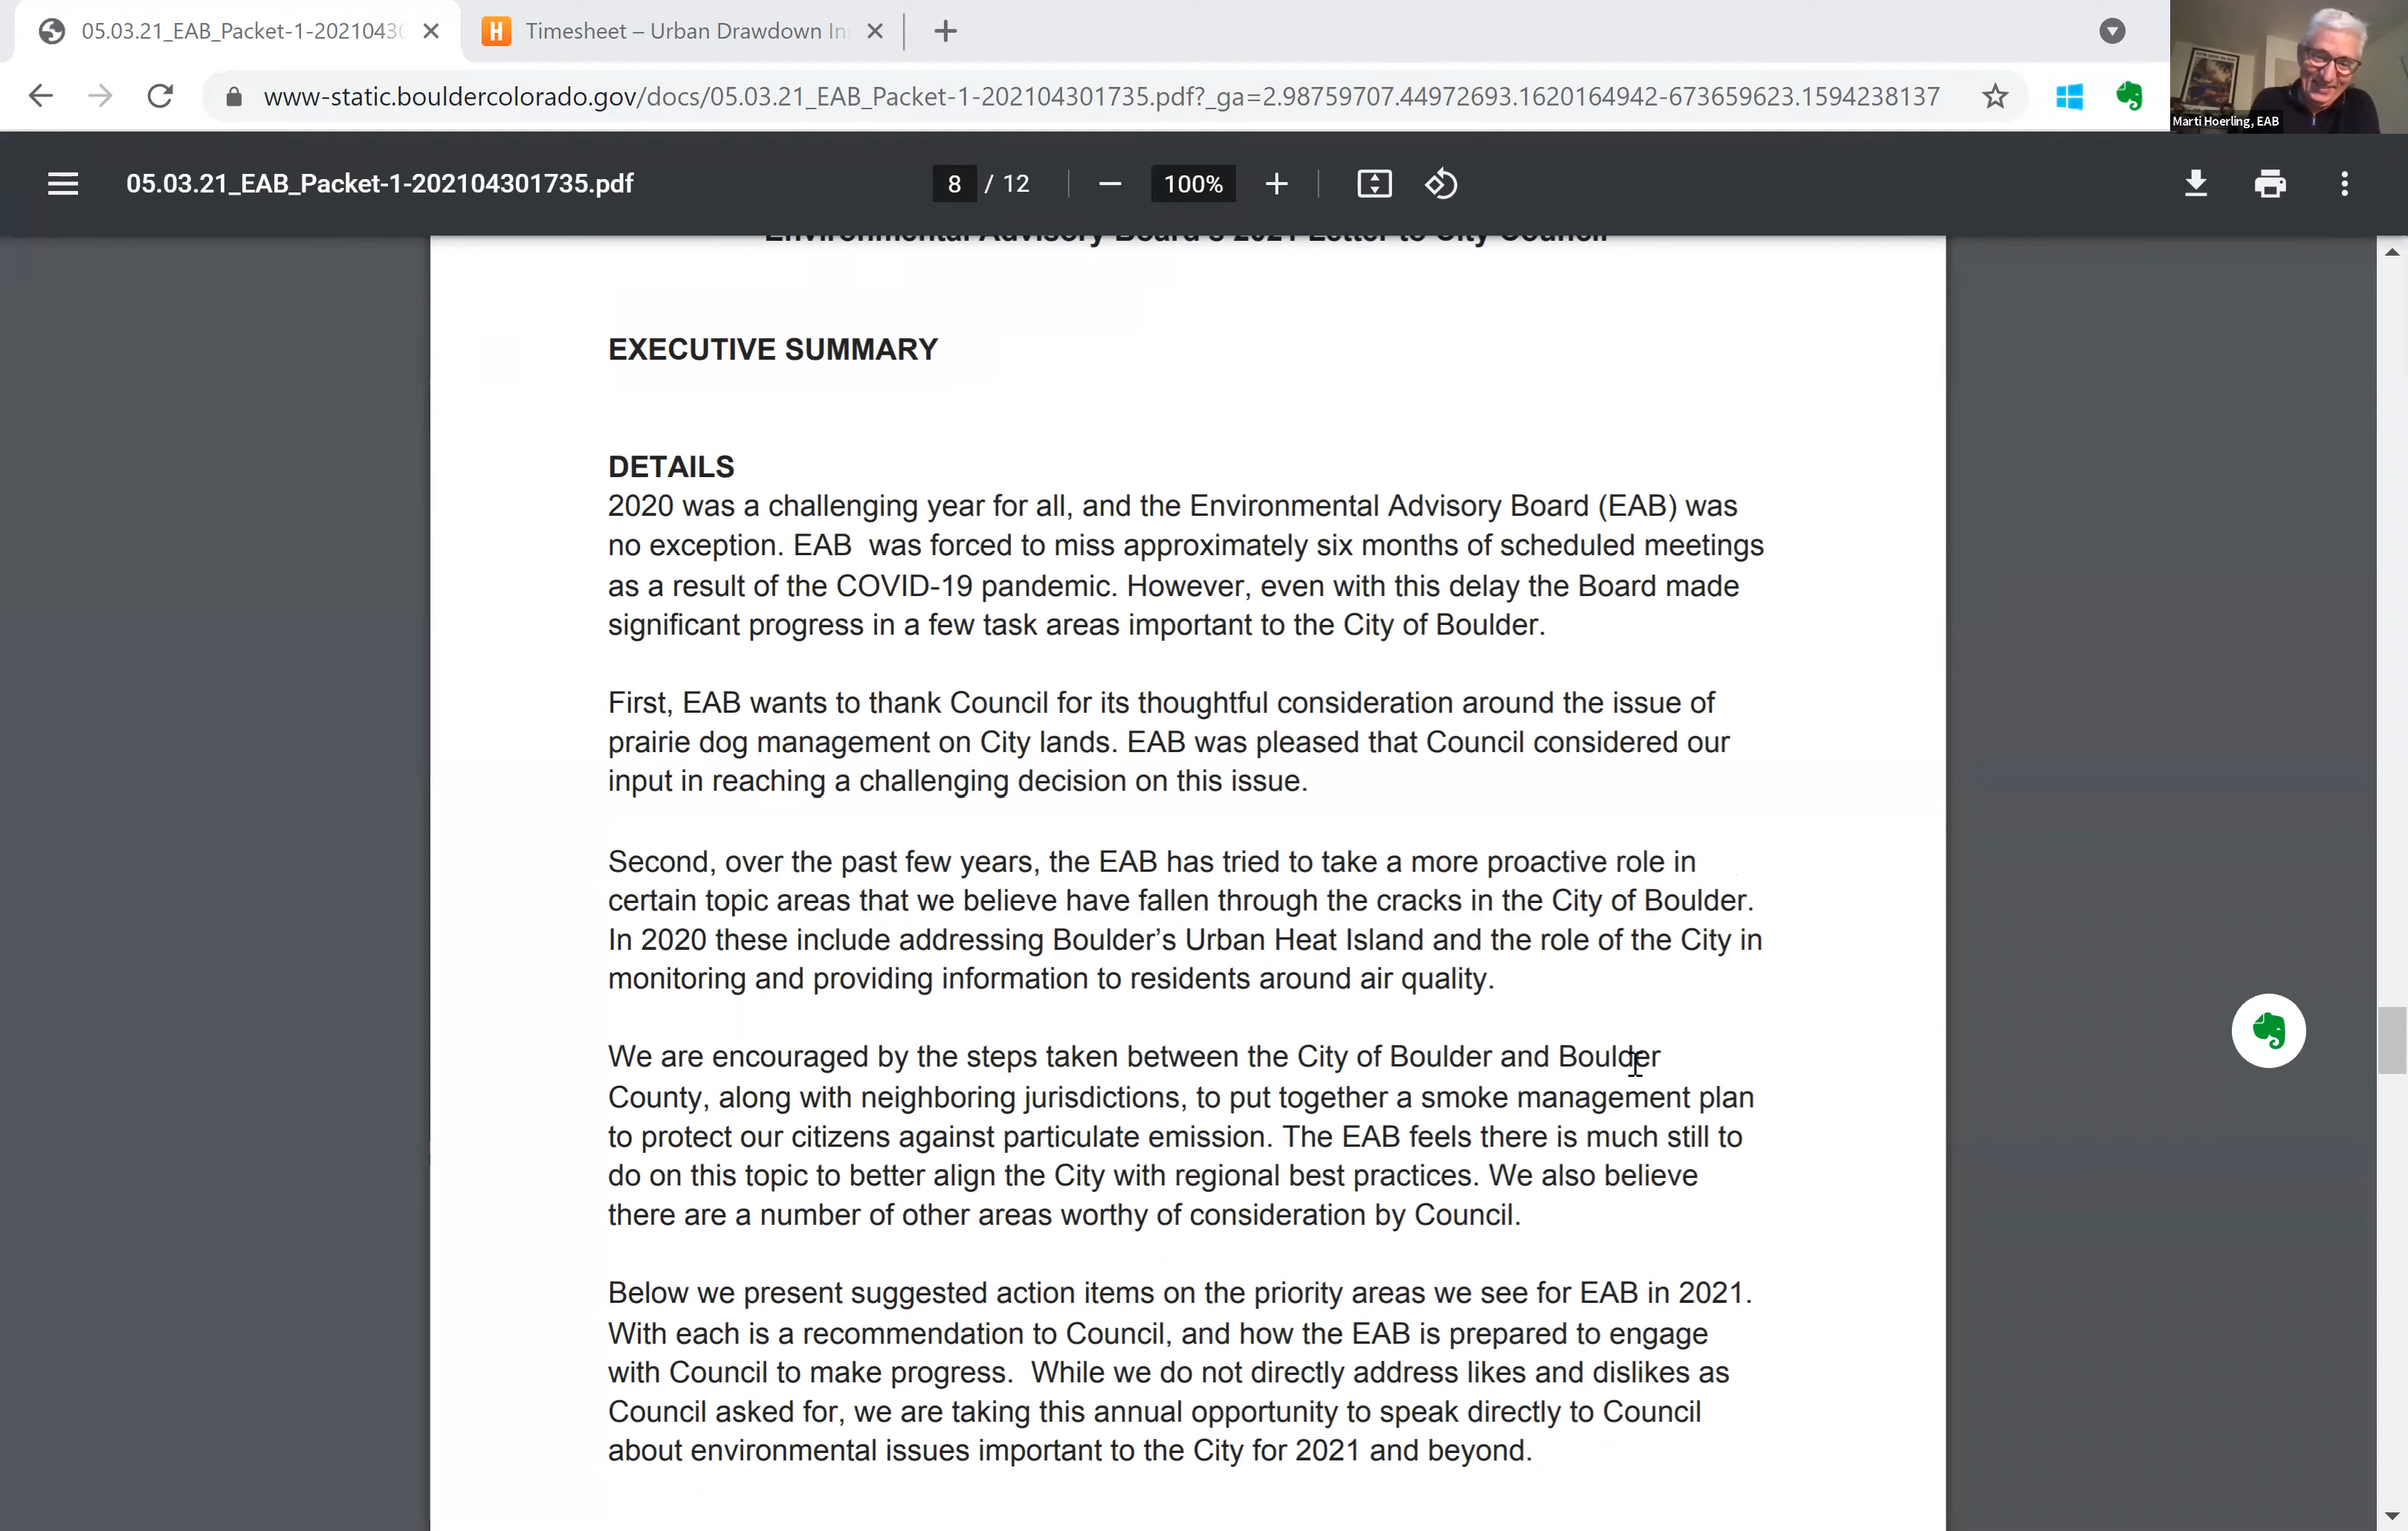 05.03.21_EAB_Packet-1-20210430
H Timesheet – Urban Drawdown Ini
www-static.bouldercolorado.gov/docs/05.03.21_EAB_Packet-1-202104301735.pdf?_ga=2.98759707.44972693.1620164942-673659623.1594238137
Marti Hoerling, EAB
05.03.21_EAB_Packet-1-202104301735.pdf
8 / 12
100%
Environmental Advisory Board's 2021 Letter to City Council
EXECUTIVE SUMMARY
DETAILS
2020 was a challenging year for all, and the Environmental Advisory Board (EAB) was
no exception. EAB  was forced to miss approximately six months of scheduled meetings
as a result of the COVID-19 pandemic. However, even with this delay the Board made
significant progress in a few task areas important to the City of Boulder.
First, EAB wants to thank Council for its thoughtful consideration around the issue of
prairie dog management on City lands. EAB was pleased that Council considered our
input in reaching a challenging decision on this issue.
Second, over the past few years, the EAB has tried to take a more proactive role in
certain topic areas that we believe have fallen through the cracks in the City of Boulder.
In 2020 these include addressing Boulder’s Urban Heat Island and the role of the City in
monitoring and providing information to residents around air quality.
We are encouraged by the steps taken between the City of Boulder and Boulder
County, along with neighboring jurisdictions, to put together a smoke management plan
to protect our citizens against particulate emission. The EAB feels there is much still to
do on this topic to better align the City with regional best practices. We also believe
there are a number of other areas worthy of consideration by Council.
Below we present suggested action items on the priority areas we see for EAB in 2021.
With each is a recommendation to Council, and how the EAB is prepared to engage
with Council to make progress.  While we do not directly address likes and dislikes as
Council asked for, we are taking this annual opportunity to speak directly to Council
about environmental issues important to the City for 2021 and beyond.